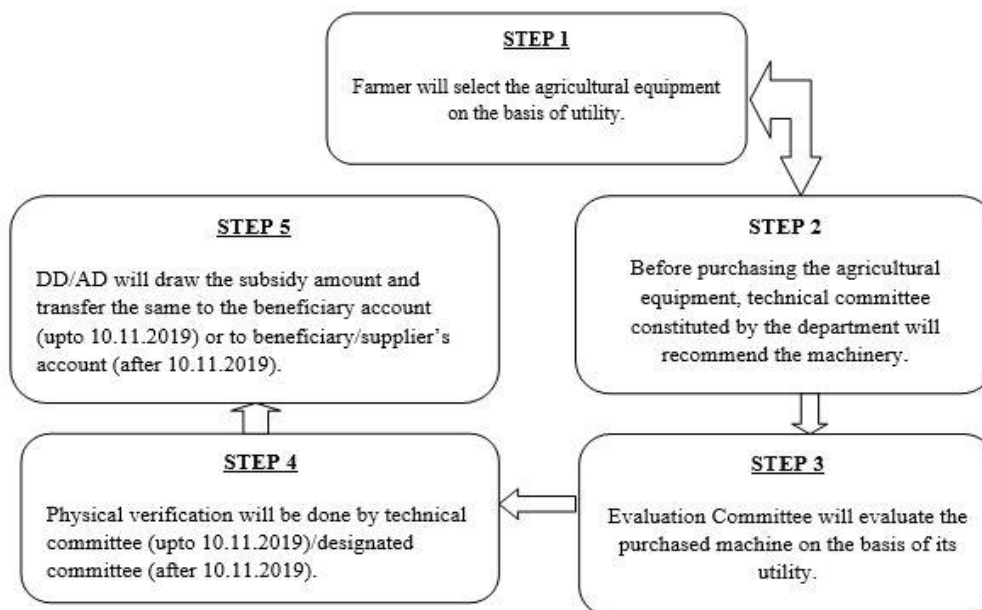 STEP 1
Farmer will select the agricultural equipment
on the basis of utility.
STEP 2
Before purchasing the agricultural
equipment, technical committee
constituted by the department will
recommend the machinery.
STEP 3
Evaluation Committee will evaluate the
purchased machine on the basis of its
utility.
STEP 4
Physical verification will be done by technical
committee (upto 10.11.2019)/designated
committee (after 10.11.2019).
STEP 5
DD/AD will draw the subsidy amount and
transfer the same to the beneficiary account
(upto 10.11.2019) or to beneficiary/supplier’s
account (after 10.11.2019).